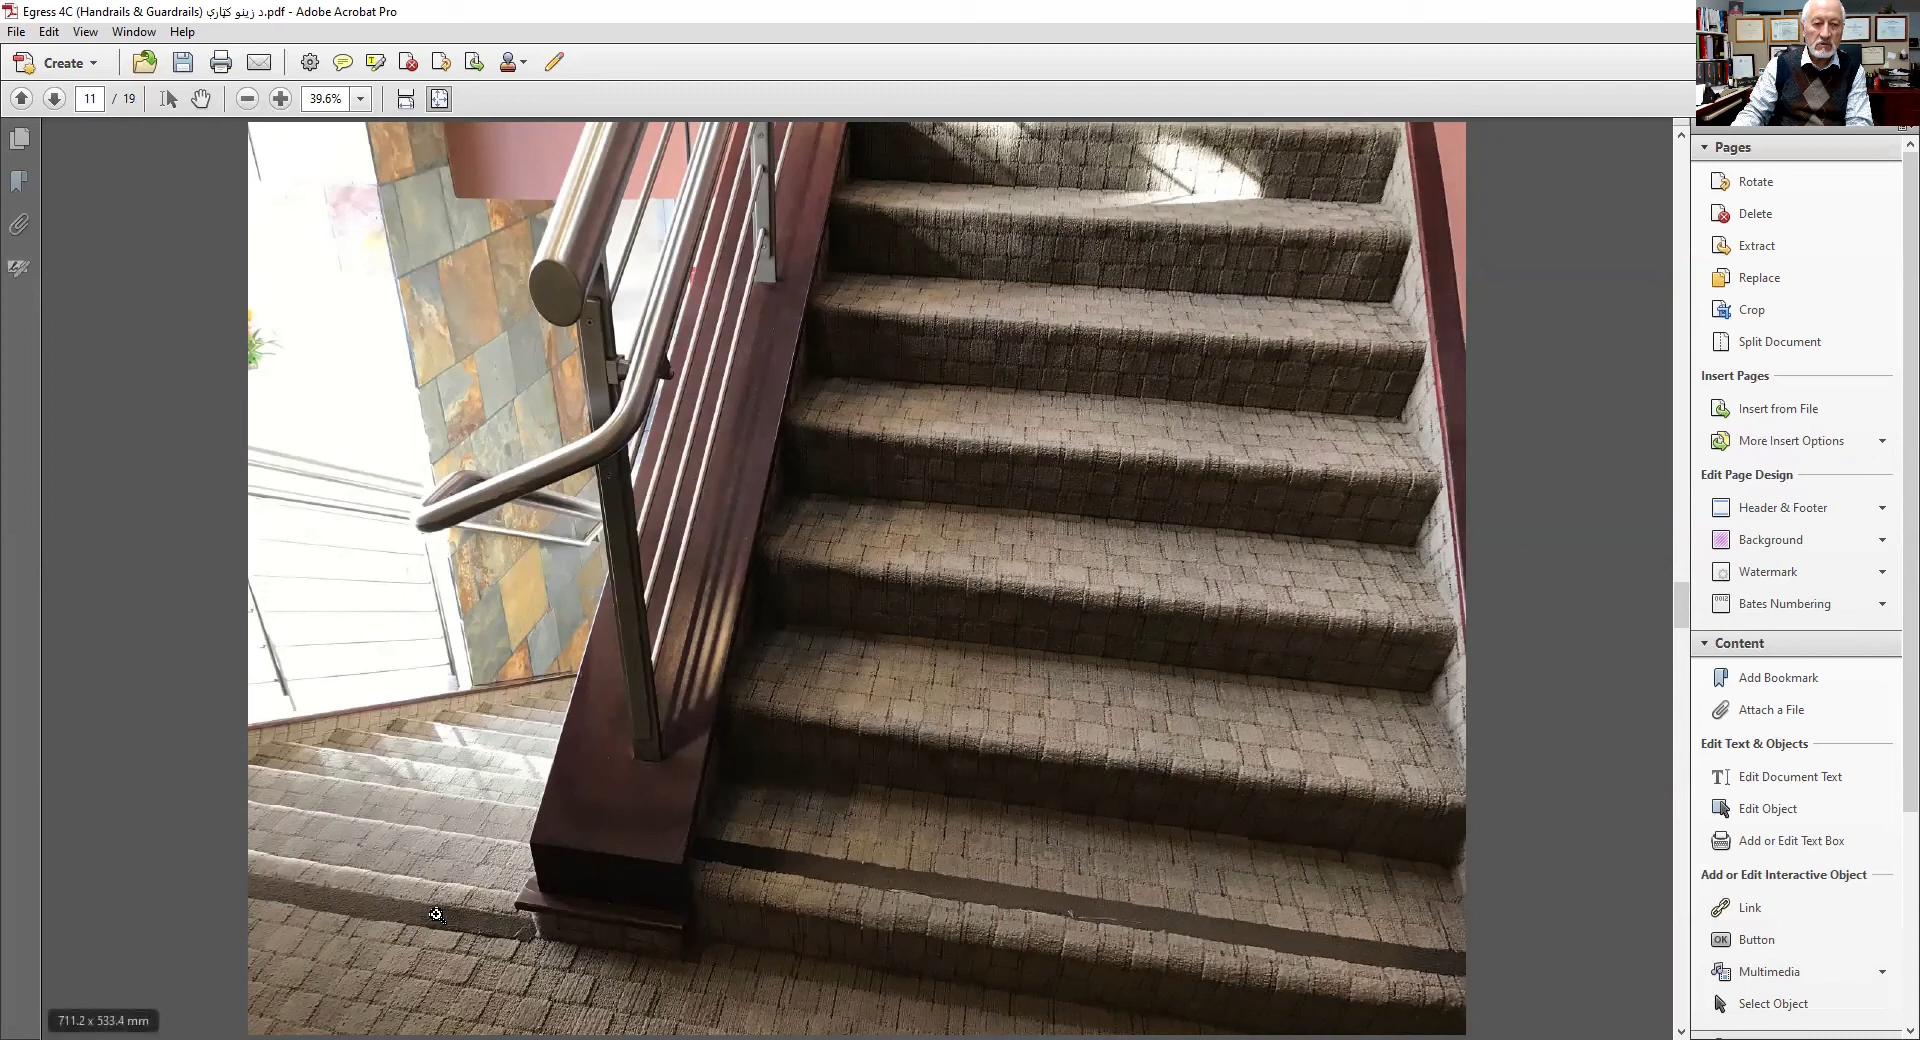 Egress 4C (Handrails & Guardrails) د زینو کټارې.pdf - Adobe Acrobat Pro
File Edit View Window Help
Create
11 / 19 39.6%
Pages
Rotate
Delete
Extract
Replace
Crop
Split Document
Insert Pages
Insert from File
More Insert Options
Edit Page Design
Header & Footer
Background
Watermark
Bates Numbering
Content
Add Bookmark
Attach a File
Edit Text & Objects
Edit Document Text
Edit Object
Add or Edit Text Box
Add or Edit Interactive Object
Link
OK Button
Multimedia
Select Object
711.2 x 533.4 mm